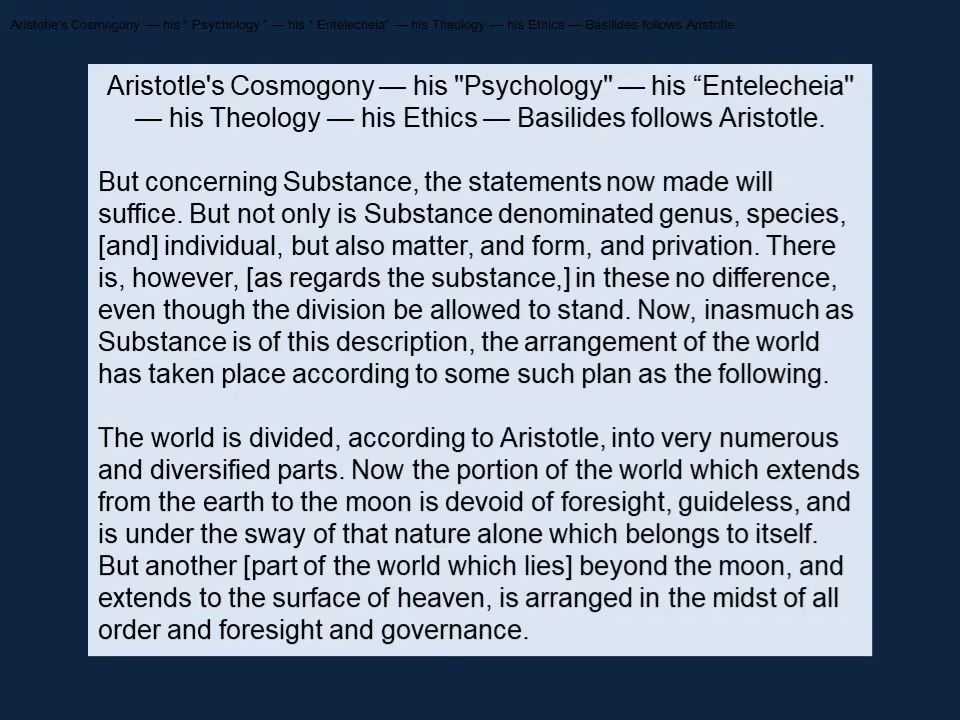 Aristotle's Cosmogony — his “ Psychology ” — his “ Entelecheia” — his Theology — his Ethics — Basilides follows Aristotle.
Aristotle's Cosmogony — his "Psychology" — his “Entelecheia"
— his Theology — his Ethics — Basilides follows Aristotle.
But concerning Substance, the statements now made will
suffice. But not only is Substance denominated genus, species,
[and] individual, but also matter, and form, and privation. There
is, however, [as regards the substance,] in these no difference,
even though the division be allowed to stand. Now, inasmuch as
Substance is of this description, the arrangement of the world
has taken place according to some such plan as the following.
The world is divided, according to Aristotle, into very numerous
and diversified parts. Now the portion of the world which extends
from the earth to the moon is devoid of foresight, guideless, and
is under the sway of that nature alone which belongs to itself.
But another [part of the world which lies] beyond the moon, and
extends to the surface of heaven, is arranged in the midst of all
order and foresight and governance.